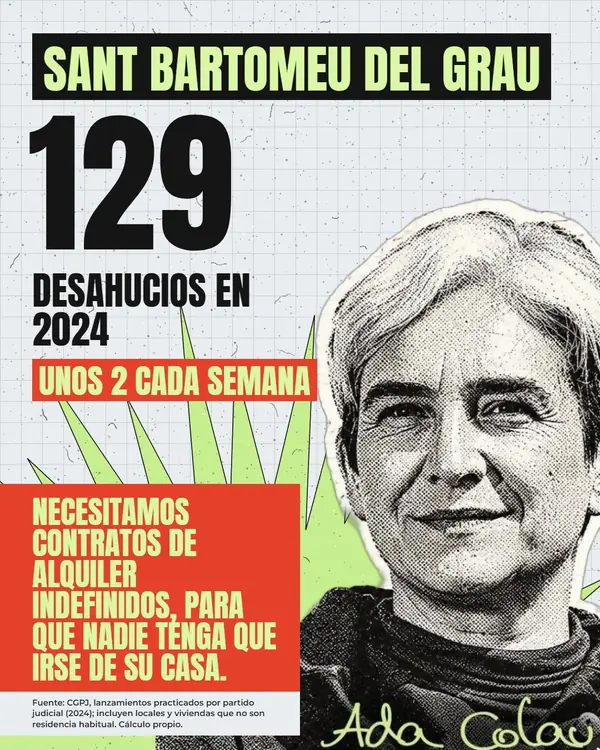 SANT BARTOMEU DEL GRAU
129
DESAHUCIOS EN
2024
UNOS 2 CADA SEMANA
NECESITAMOS
CONTRATOS DE
ALQUILER
INDEFINIDOS, PARA
QUE NADIE TENGA QUE
IRSE DE SU CASA.
Fuente: CGPJ, lanzamientos practicados por partido
judicial (2024); incluyen locales y viviendas que no son
residencia habitual. Cálculo propio.
Ada Colau